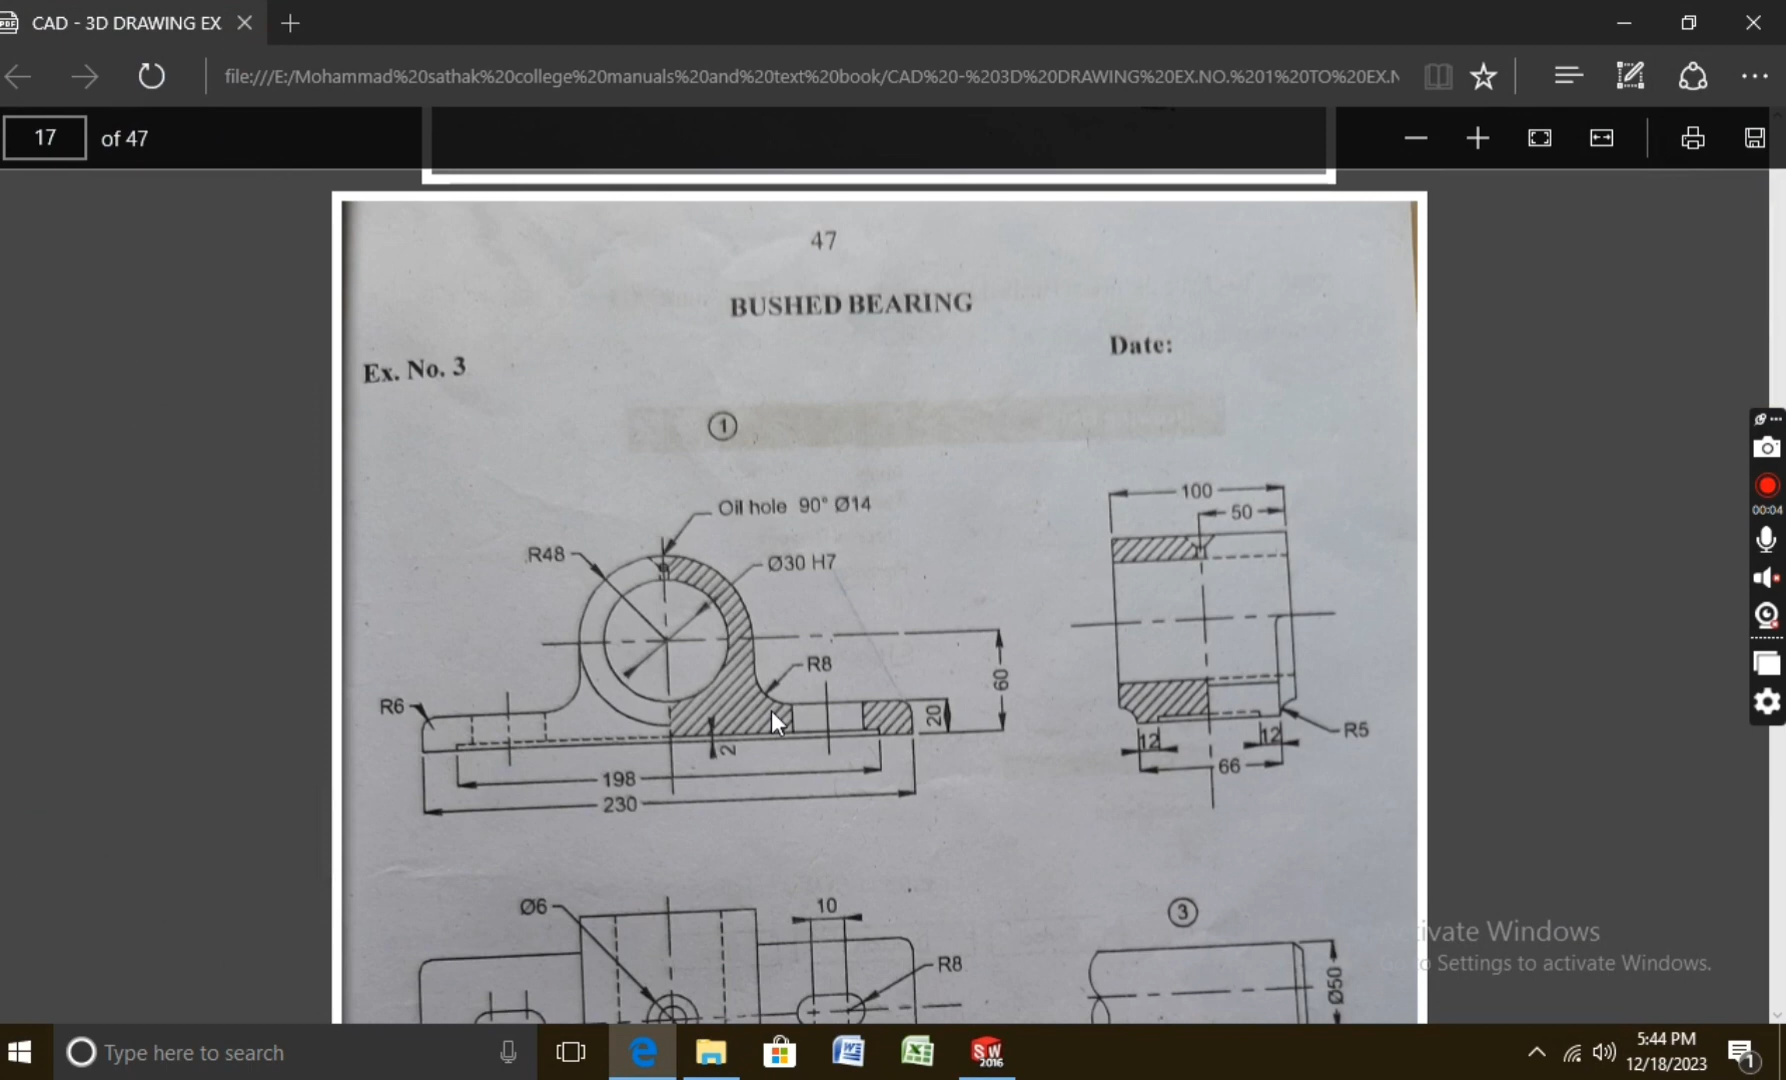 CAD - 3D DRAWING EX
file:///E:/Mohammad%20sathak%20college%20manuals%20and%20text%20book/CAD%20-%203D%20DRAWING%20EX.NO.%201%20TO%20EX.N
17 of 47
47
BUSHED BEARING
Date:
Ex. No. 3
1
Oil hole 90° Ø14
R48
Ø30 H7
R8
R6
60
20
2
198
230
100
50
12
12
R5
66
Ø6
10
R8
3
Ø50
00:04
Activate Windows
Go to Settings to activate Windows.
Type here to search
SW
2016
5:44 PM
12/18/2023
1